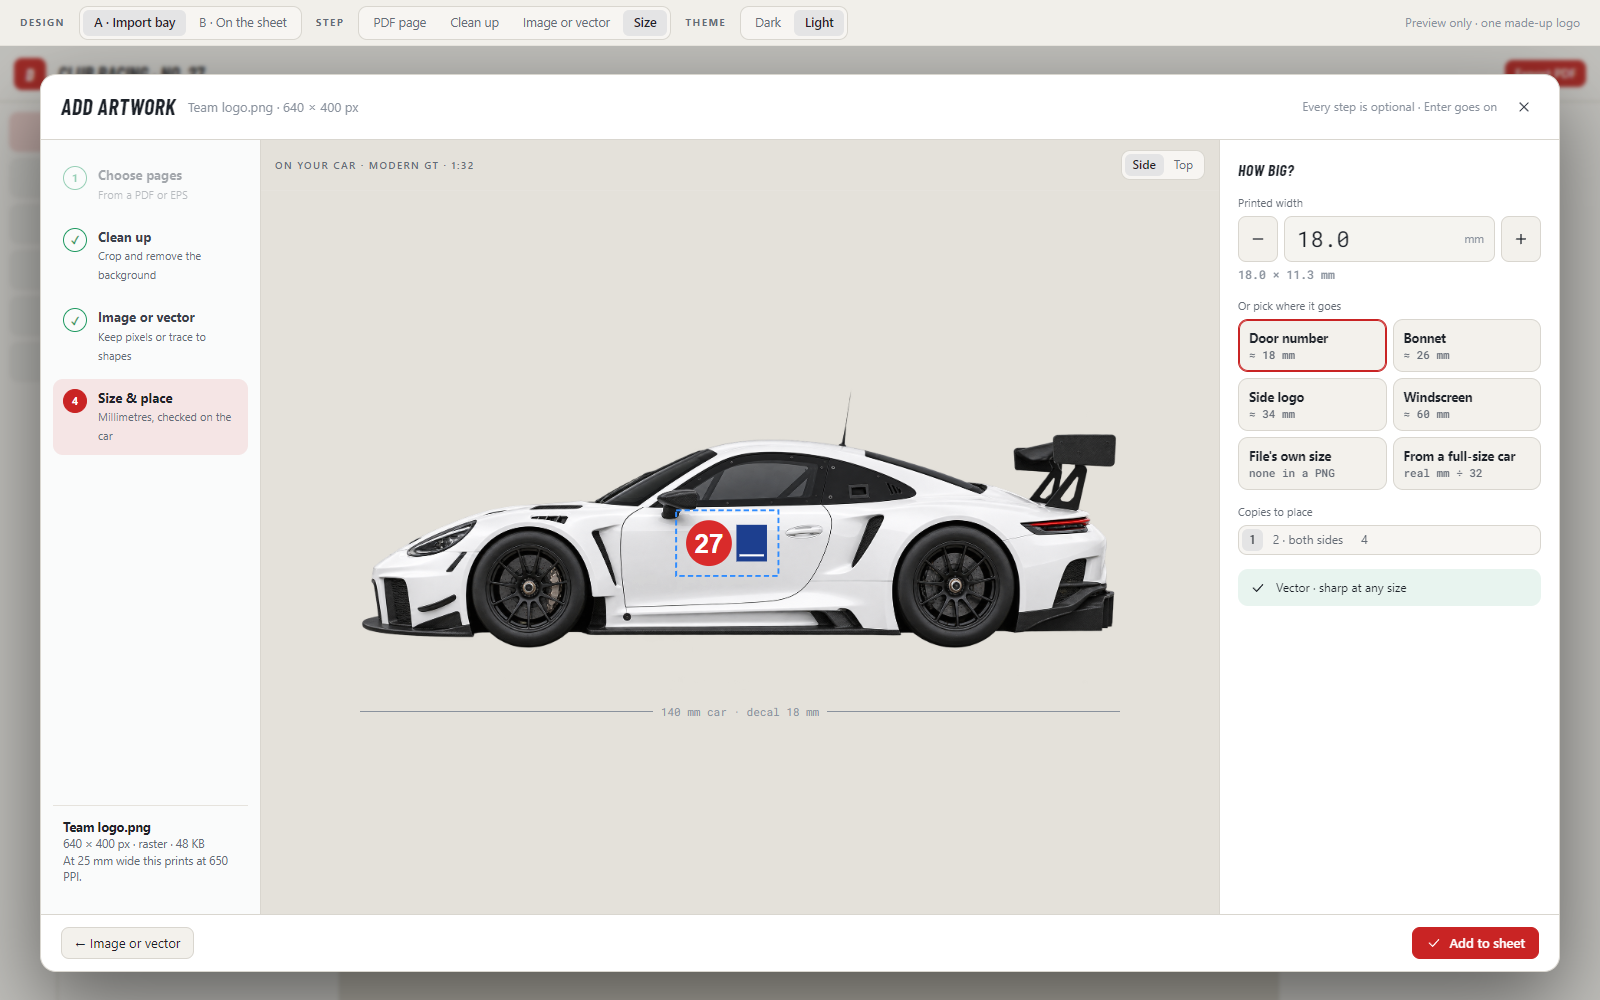 DESIGN A · Import bay B · On the sheet STEP PDF page Clean up Image or vector Size THEME Dark Light Preview only · one made-up logo
2 CLUB RACING · NO. 27
ADD ARTWORK Team logo.png · 640 × 400 px Every step is optional · Enter goes on
1 Choose pages
From a PDF or EPS
Clean up
Crop and remove the
background
Image or vector
Keep pixels or trace to
shapes
4 Size & place
Millimetres, checked on the
car
Team logo.png
640 × 400 px · raster · 48 KB
At 25 mm wide this prints at 650
PPI.
ON YOUR CAR · MODERN GT · 1:32 Side Top
27
140 mm car · decal 18 mm
HOW BIG?
Printed width
− 18.0 mm +
18.0 × 11.3 mm
Or pick where it goes
Door number
≈ 18 mm
Bonnet
≈ 26 mm
Side logo
≈ 34 mm
Windscreen
≈ 60 mm
File's own size
none in a PNG
From a full-size car
real mm ÷ 32
Copies to place
1 2 · both sides 4
Vector · sharp at any size
← Image or vector Add to sheet